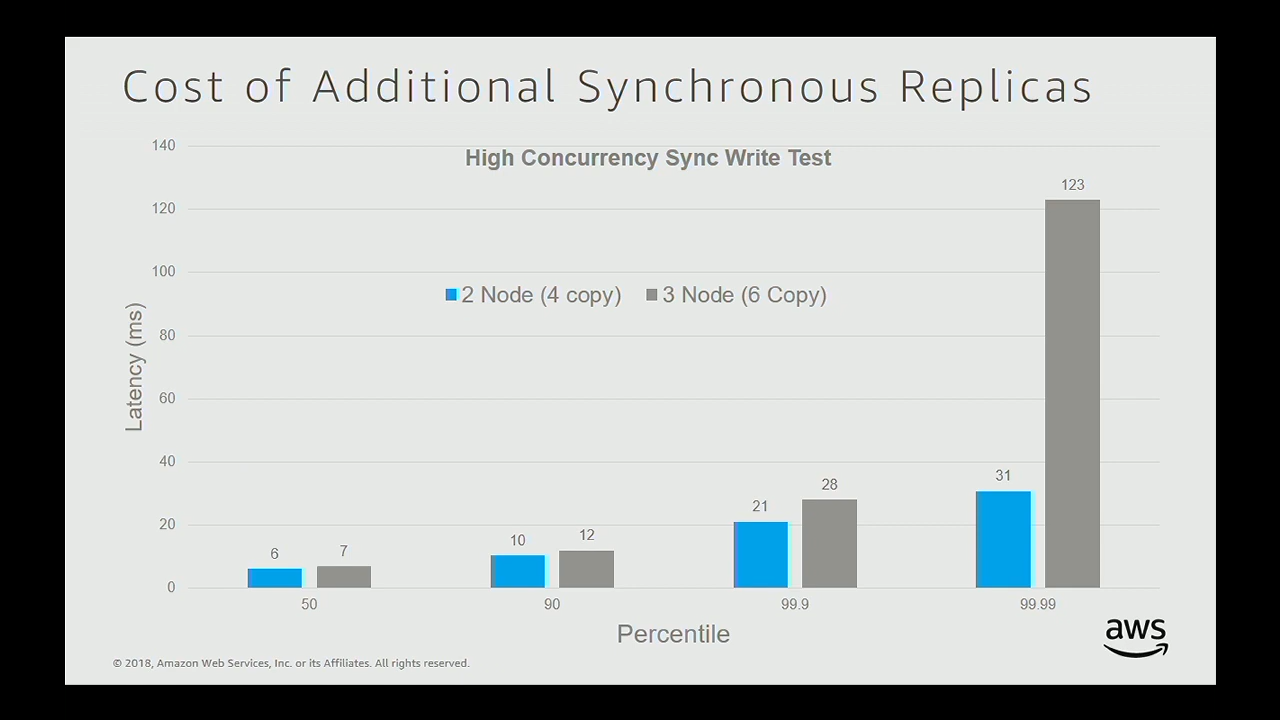 Cost of Additional Synchronous Replicas
High Concurrency Sync Write Test
140
120
100
80
60
40
20
0
Latency (ms)
2 Node (4 copy)
3 Node (6 Copy)
6
7
10
12
21
28
31
123
50
90
99.9
99.99
Percentile
aws
© 2018, Amazon Web Services, Inc. or its Affiliates. All rights reserved.